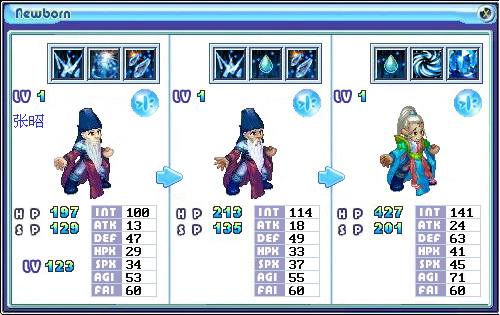 Newborn
LV 1
张昭
HP 197
SP 129
LV 123
INT 100
ATK 13
DEF 47
HPX 29
SPX 34
AGI 53
FAI 60
LV 1
HP 213
SP 135
INT 114
ATK 18
DEF 49
HPX 33
SPX 37
AGI 55
FAI 60
LV 1
HP 427
SP 201
INT 141
ATK 24
DEF 63
HPX 41
SPX 45
AGI 71
FAI 60